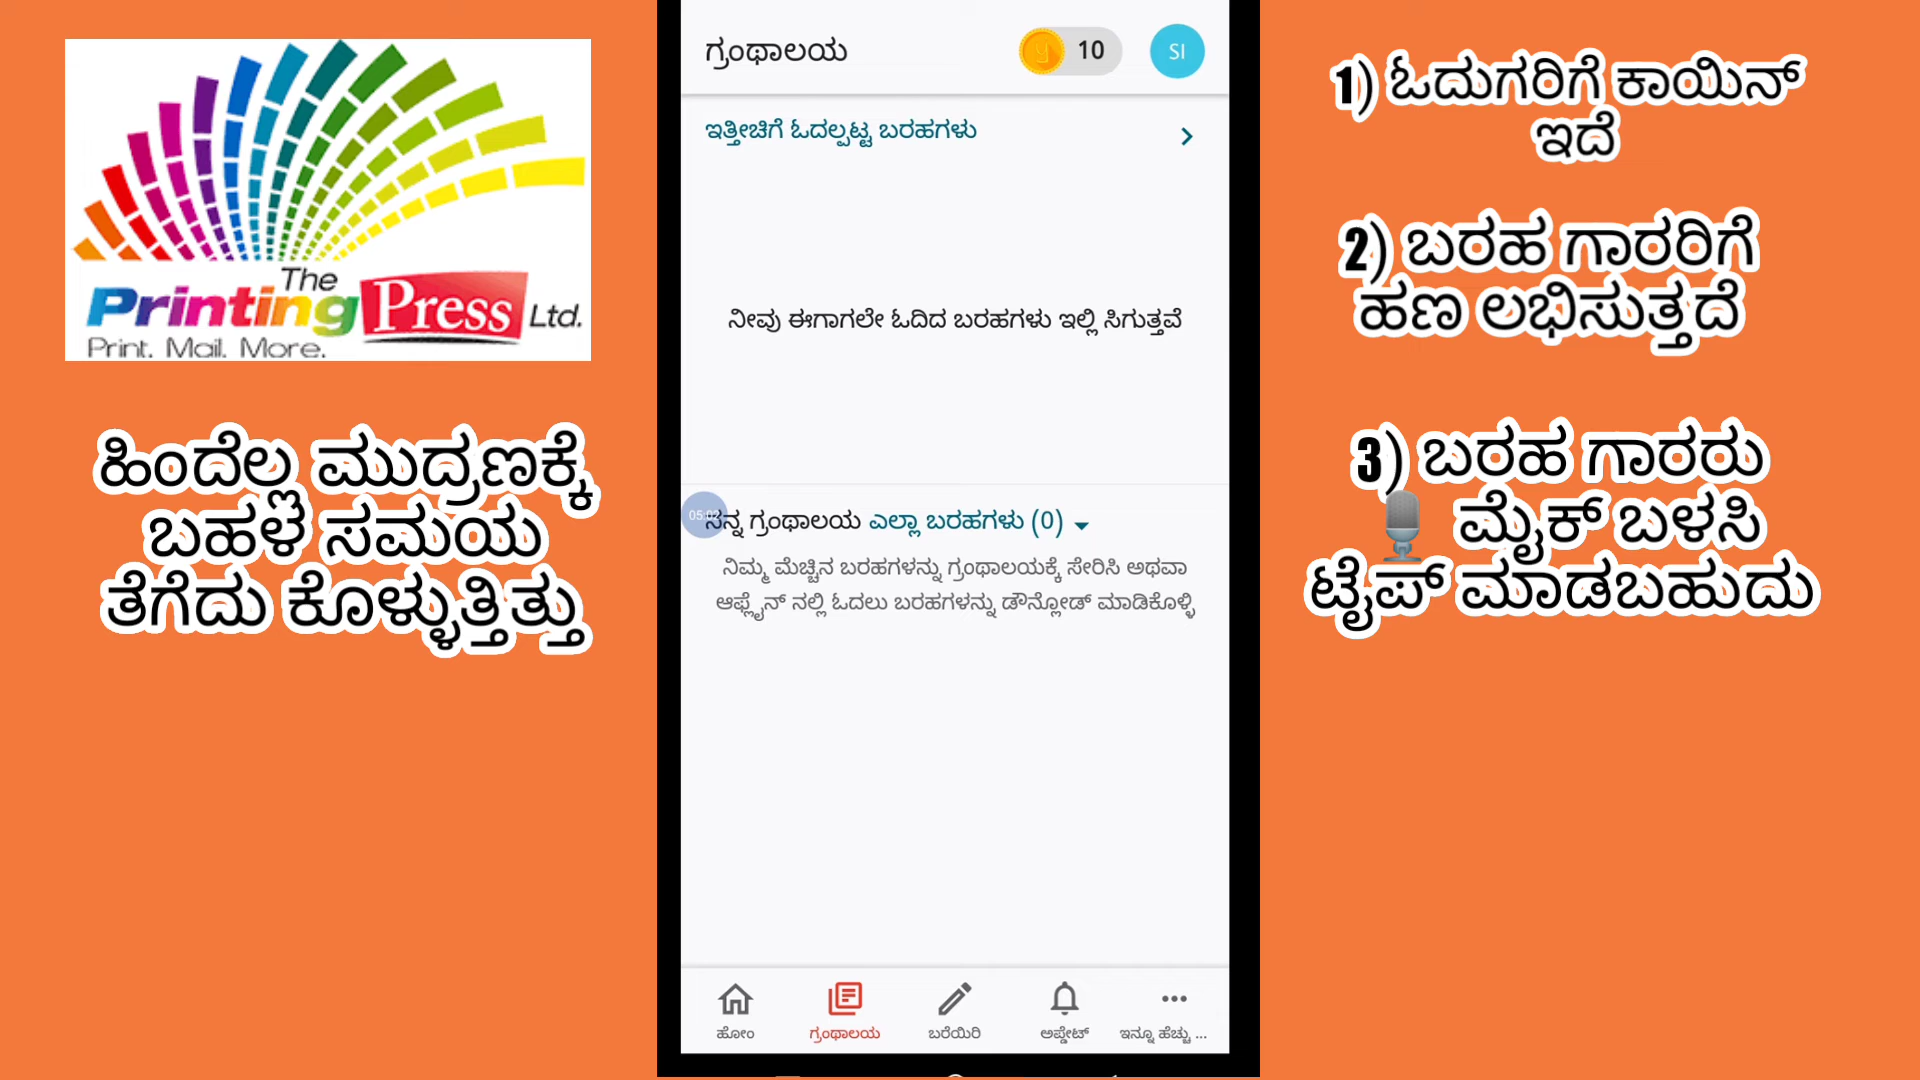 The
Printing Press Ltd.
Print. Mail. More.
ಹಿಂದೆಲ್ಲ ಮುದ್ರಣಕ್ಕೆ
ಬಹಳ ಸಮಯ
ತೆಗೆದು ಕೊಳ್ಳುತ್ತಿತ್ತು
ಗ್ರಂಥಾಲಯ
10
SI
ಇತ್ತೀಚಿಗೆ ಓದಲ್ಪಟ್ಟ ಬರಹಗಳು
ನೀವು ಈಗಾಗಲೇ ಓದಿದ ಬರಹಗಳು ಇಲ್ಲಿ ಸಿಗುತ್ತವೆ
ನನ್ನ ಗ್ರಂಥಾಲಯ ಎಲ್ಲಾ ಬರಹಗಳು (0)
ನಿಮ್ಮ ಮೆಚ್ಚಿನ ಬರಹಗಳನ್ನು ಗ್ರಂಥಾಲಯಕ್ಕೆ ಸೇರಿಸಿ ಅಥವಾ
ಆಫ್ಲೈನ್ ನಲ್ಲಿ ಓದಲು ಬರಹಗಳನ್ನು ಡೌನ್ಲೋಡ್ ಮಾಡಿಕೊಳ್ಳಿ
ಹೋಂ
ಗ್ರಂಥಾಲಯ
ಬರೆಯಿರಿ
ಅಪ್ಡೇಟ್
ಇನ್ನೂ ಹೆಚ್ಚು ...
1) ಓದುಗರಿಗೆ ಕಾಯಿನ್
ಇದೆ
2) ಬರಹ ಗಾರರಿಗೆ
ಹಣ ಲಭಿಸುತ್ತದೆ
3) ಬರಹ ಗಾರರು
ಮೈಕ್ ಬಳಸಿ
ಟೈಪ್ ಮಾಡಬಹುದು